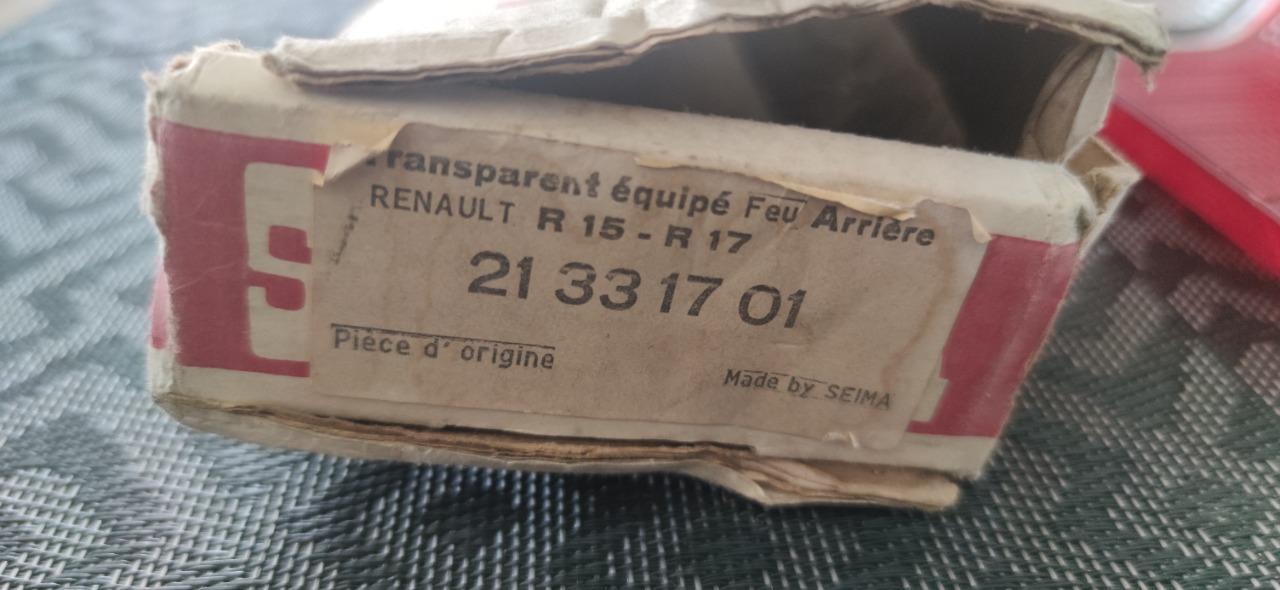 Transparent équipé Feu Arrière
RENAULT R 15 - R 17
21 33 17 01
Pièce d'origine
Made by SEIMA
S